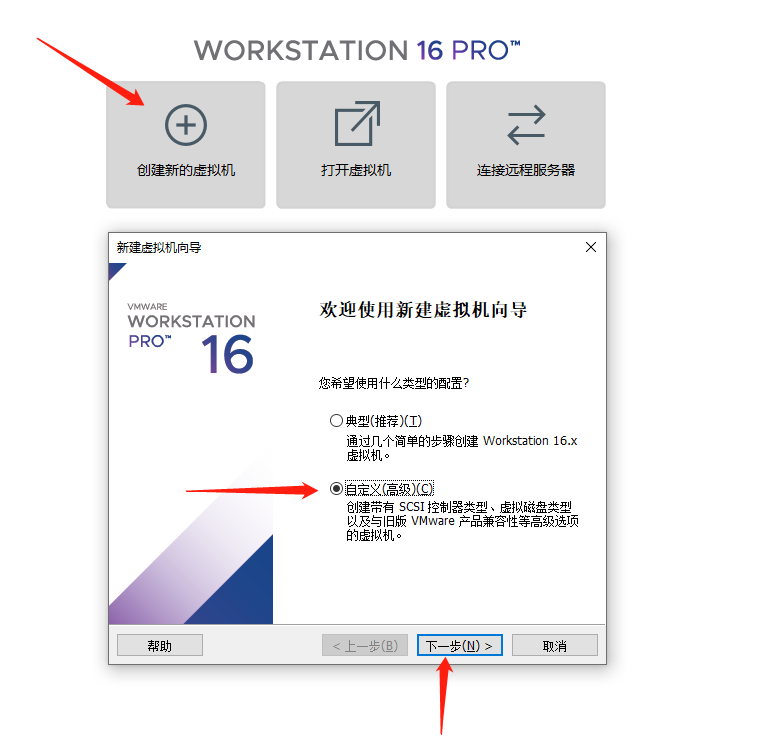 WORKSTATION 16 PRO™
创建新的虚拟机
打开虚拟机
连接远程服务器
新建虚拟机向导
VMWARE
WORKSTATION
PRO™ 16
欢迎使用新建虚拟机向导
您希望使用什么类型的配置?
典型(推荐)(T)
通过几个简单的步骤创建 Workstation 16.x
虚拟机。
自定义(高级)(C)
创建带有 SCSI 控制器类型、虚拟磁盘类型
以及与旧版 VMware 产品兼容性等高级选项
的虚拟机。
帮助
< 上一步(B)
下一步(N) >
取消